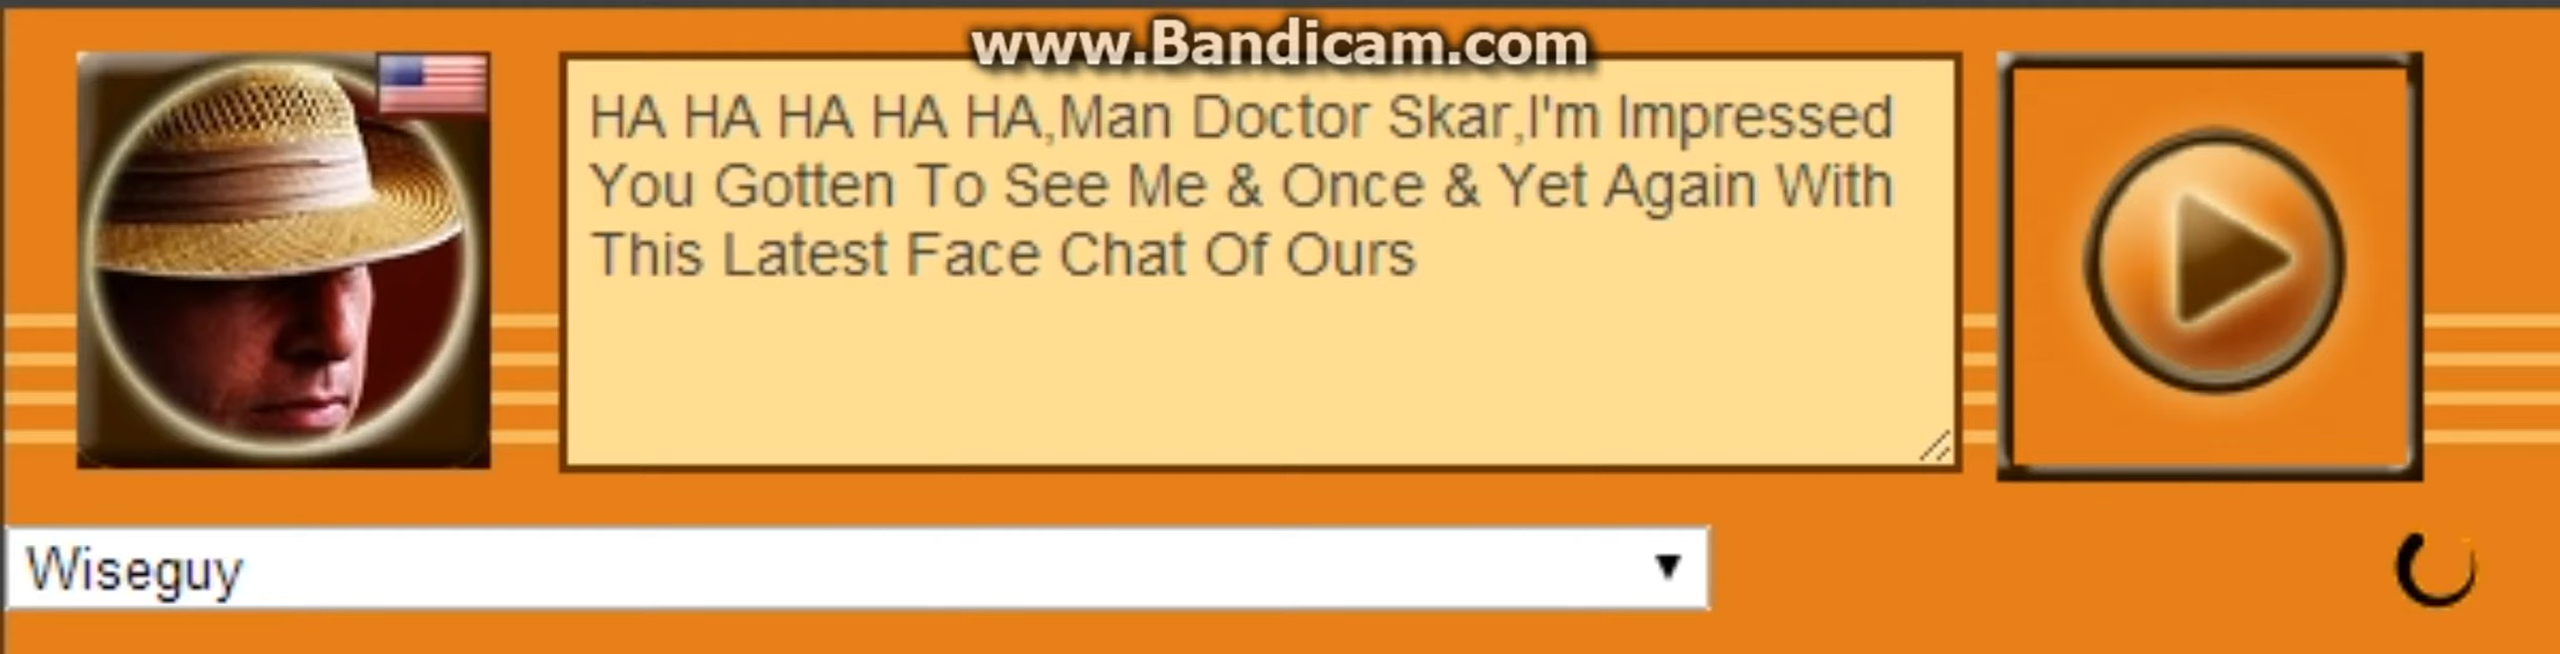 www.Bandicam.com
HA HA HA HA HA,Man Doctor Skar,I'm Impressed
You Gotten To See Me & Once & Yet Again With
This Latest Face Chat Of Ours
Wiseguy